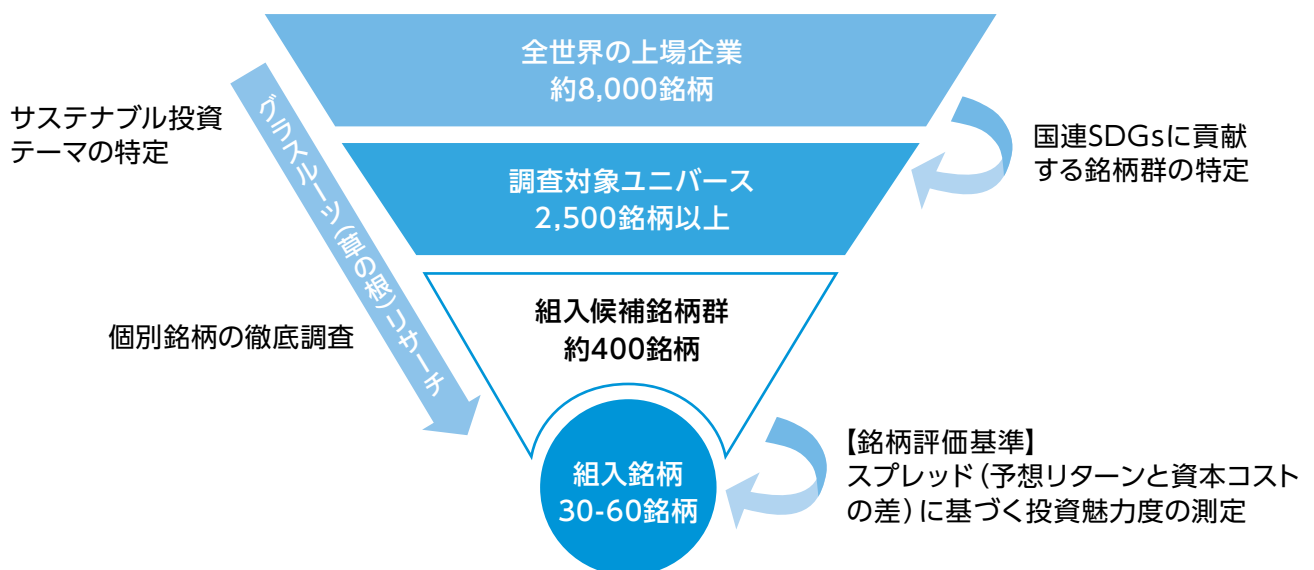 全世界の上場企業
約8,000銘柄
サステナブル投資
テーマの特定
グラスルーツ(草の根)リサーチ
国連SDGsに貢献
する銘柄群の特定
調査対象ユニバース
2,500銘柄以上
組入候補銘柄群
約400銘柄
個別銘柄の徹底調査
【銘柄評価基準】
スプレッド(予想リターンと資本コスト
の差)に基づく投資魅力度の測定
組入銘柄
30-60銘柄